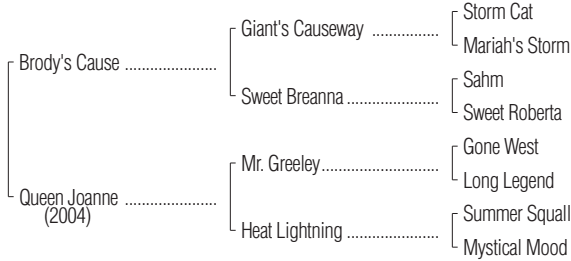 Storm Cat
Giant's Causeway ..................
Mariah's Storm
Brody's Cause ........................
Sahm
Sweet Breanna ........................
Sweet Roberta
Gone West
Mr. Greeley..............................
Long Legend
Queen Joanne ........................
(2004)
Summer Squall
Heat Lightning ........................
Mystical Mood